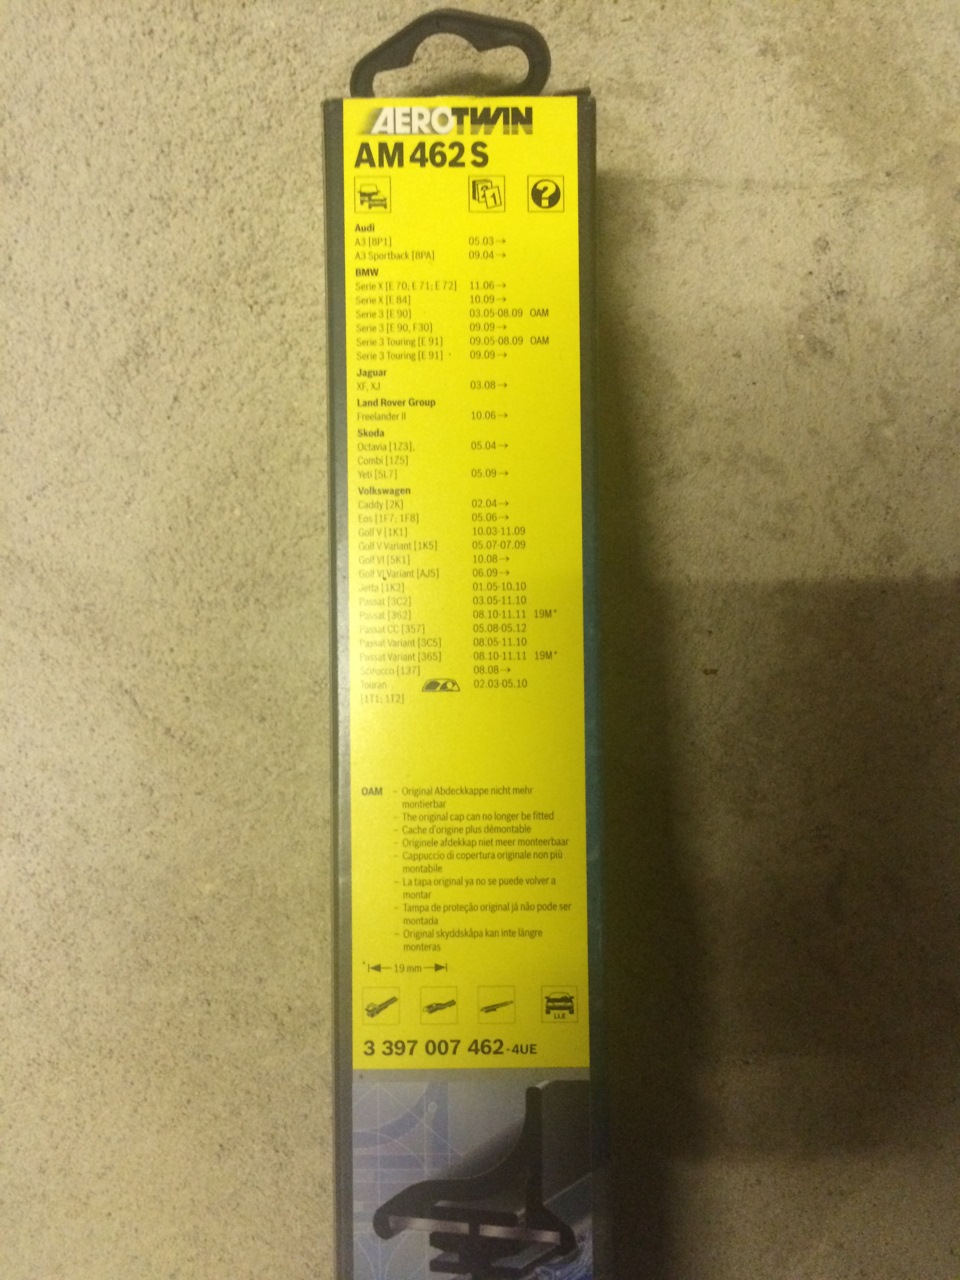 AEROTWIN
AM 462 S
Audi
A3 [8P1] 05.03→
A3 Sportback [8PA] 09.04→
BMW
Serie X [E 70; E 71; E 72] 11.06→
Serie X [E 84] 10.09→
Serie 3 [E 90] 03.05-08.09 OAM
Serie 3 [E 90, F30] 09.09→
Serie 3 Touring [E 91] 09.05-08.09 OAM
Serie 3 Touring [E 91] 09.09→
Jaguar
XF, XJ 03.08→
Land Rover Group
Freelander II 10.06→
Skoda
Octavia [1Z3], 05.04→
Combi [1Z5]
Yeti [5L7] 05.09→
Volkswagen
Caddy [2K] 02.04→
Eos [1F7; 1F8] 05.06→
Golf V [1K1] 10.03-11.09
Golf V Variant [1K5] 05.07-07.09
Golf VI [5K1] 10.08→
Golf VI Variant [AJ5] 06.09→
Jetta [1K2] 01.05-10.10
Passat [3C2] 03.05-11.10
Passat [362] 08.10-11.11 19M*
Passat CC [357] 05.08-05.12
Passat Variant [3C5] 08.05-11.10
Passat Variant [365] 08.10-11.11 19M*
Scirocco [137] 08.08→
Touran 02.03-05.10
[1T1; 1T2]
OAM – Original Abdeckkappe nicht mehr
montierbar
– The original cap can no longer be fitted
– Cache d'origine plus démontable
– Originele afdekkap niet meer monteerbaar
– Cappuccio di copertura originale non più
montabile
– La tapa original ya no se puede volver a
montar
– Tampa de proteção original já não pode ser
montada
– Original skyddskåpa kan inte längre
monteras
* 19 mm
LLE
3 397 007 462-4UE